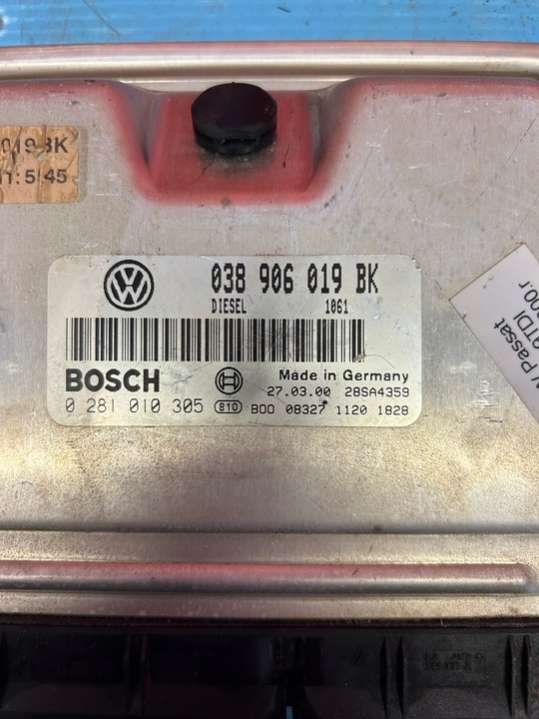 019 BK
11:5 45
038 906 019 BK
DIESEL 1061
BOSCH
Made in Germany
27.03.00 28SA4359
0 281 010 305 810 B00 08327 1120 1828
Passat
TDI